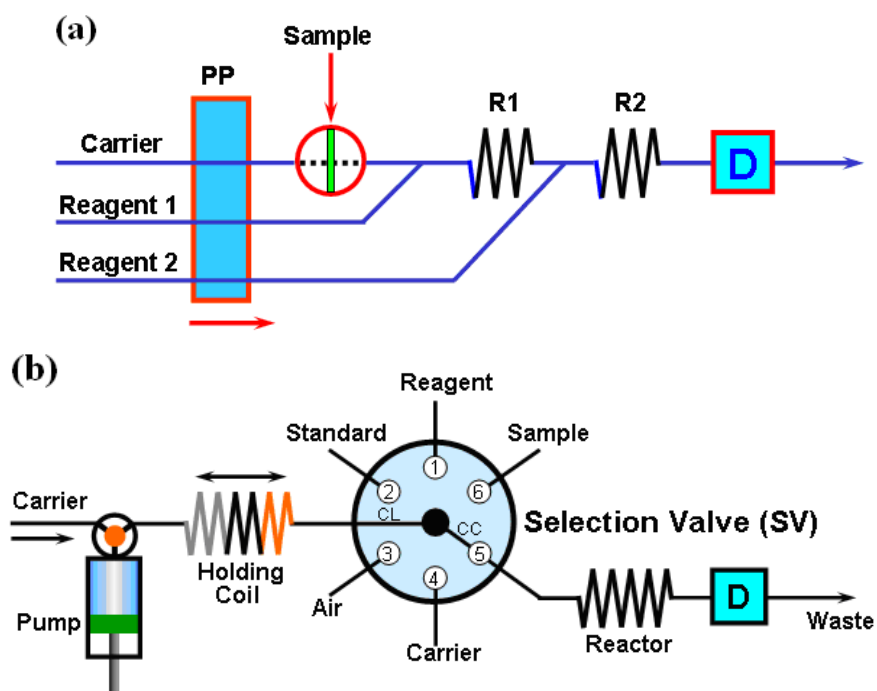 (a)
Sample
PP
R1
R2
Carrier
D
Reagent 1
Reagent 2
(b)
Reagent
Standard
Sample
1
2
6
Carrier
CL
CC
Selection Valve (SV)
3
5
4
Holding
Coil
Air
Pump
Carrier
Reactor
D
Waste